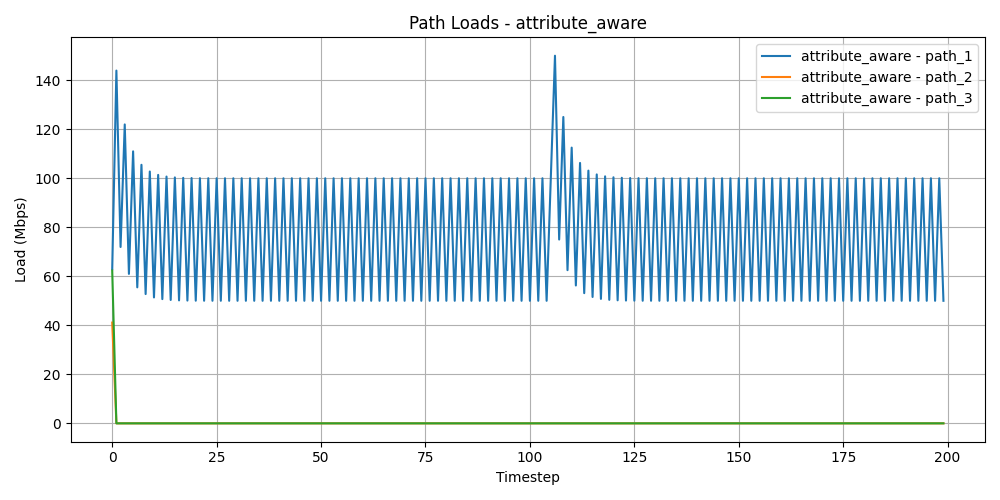 Path Loads - attribute_aware
attribute_aware - path_1
attribute_aware - path_2
attribute_aware - path_3
Load (Mbps)
140
120
100
80
60
40
20
0
0 25 50 75 100 125 150 175 200
Timestep